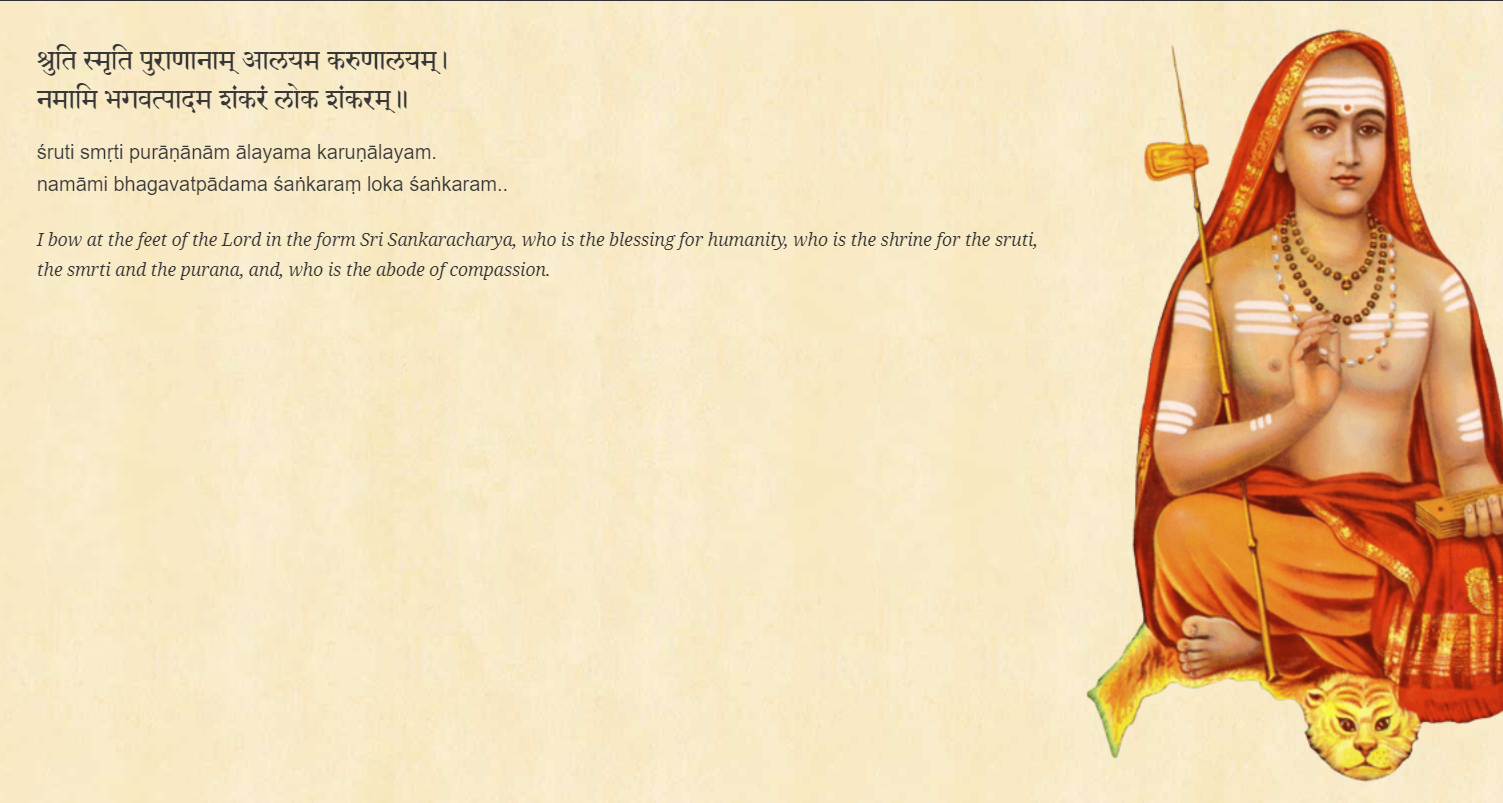 श्रुति स्मृति पुराणानाम् आलयम करुणालयम्।
नमामि भगवत्पादम शंकरं लोक शंकरम्॥
śruti smṛti purāṇānām ālayama karuṇālayam.
namāmi bhagavatpādama śaṅkaraṃ loka śaṅkaram..
I bow at the feet of the Lord in the form Sri Sankaracharya, who is the blessing for humanity, who is the shrine for the sruti,
the smrti and the purana, and, who is the abode of compassion.